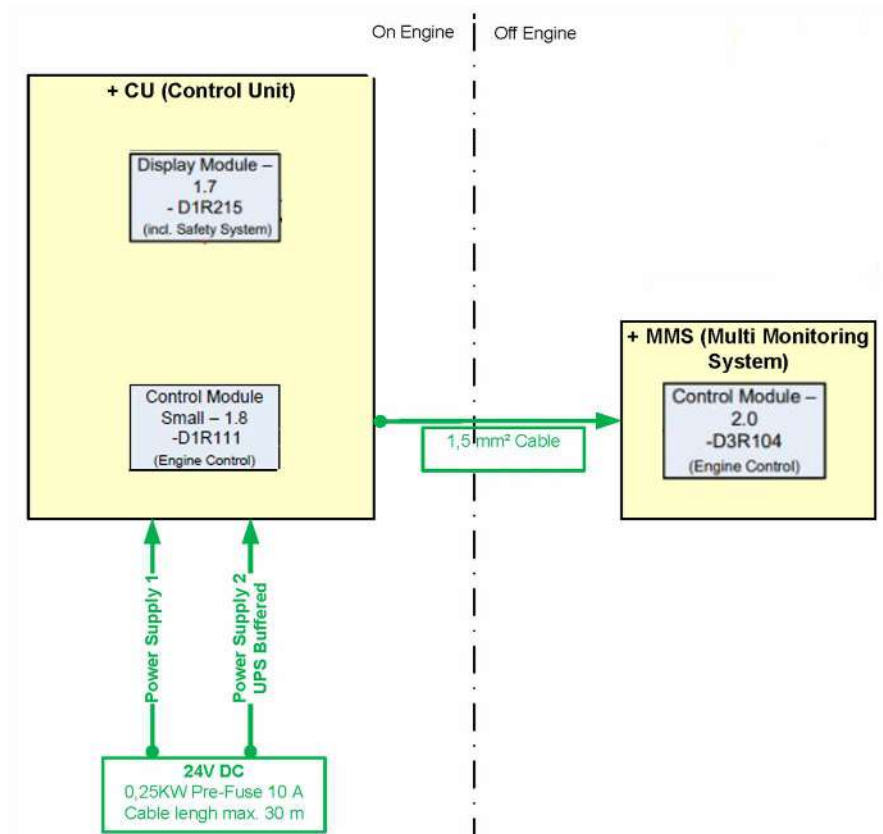 On Engine
Off Engine
+ CU (Control Unit)
Display Module –
1.7
- D1R215
(incl. Safety System)
+ MMS (Multi Monitoring
System)
Control Module
Small – 1.8
-D1R111
(Engine Control)
Control Module –
2.0
-D3R104
(Engine Control)
1,5 mm² Cable
Power Supply 1
Power Supply 2
UPS Buffered
24V DC
0,25KW Pre-Fuse 10 A
Cable lengh max. 30 m